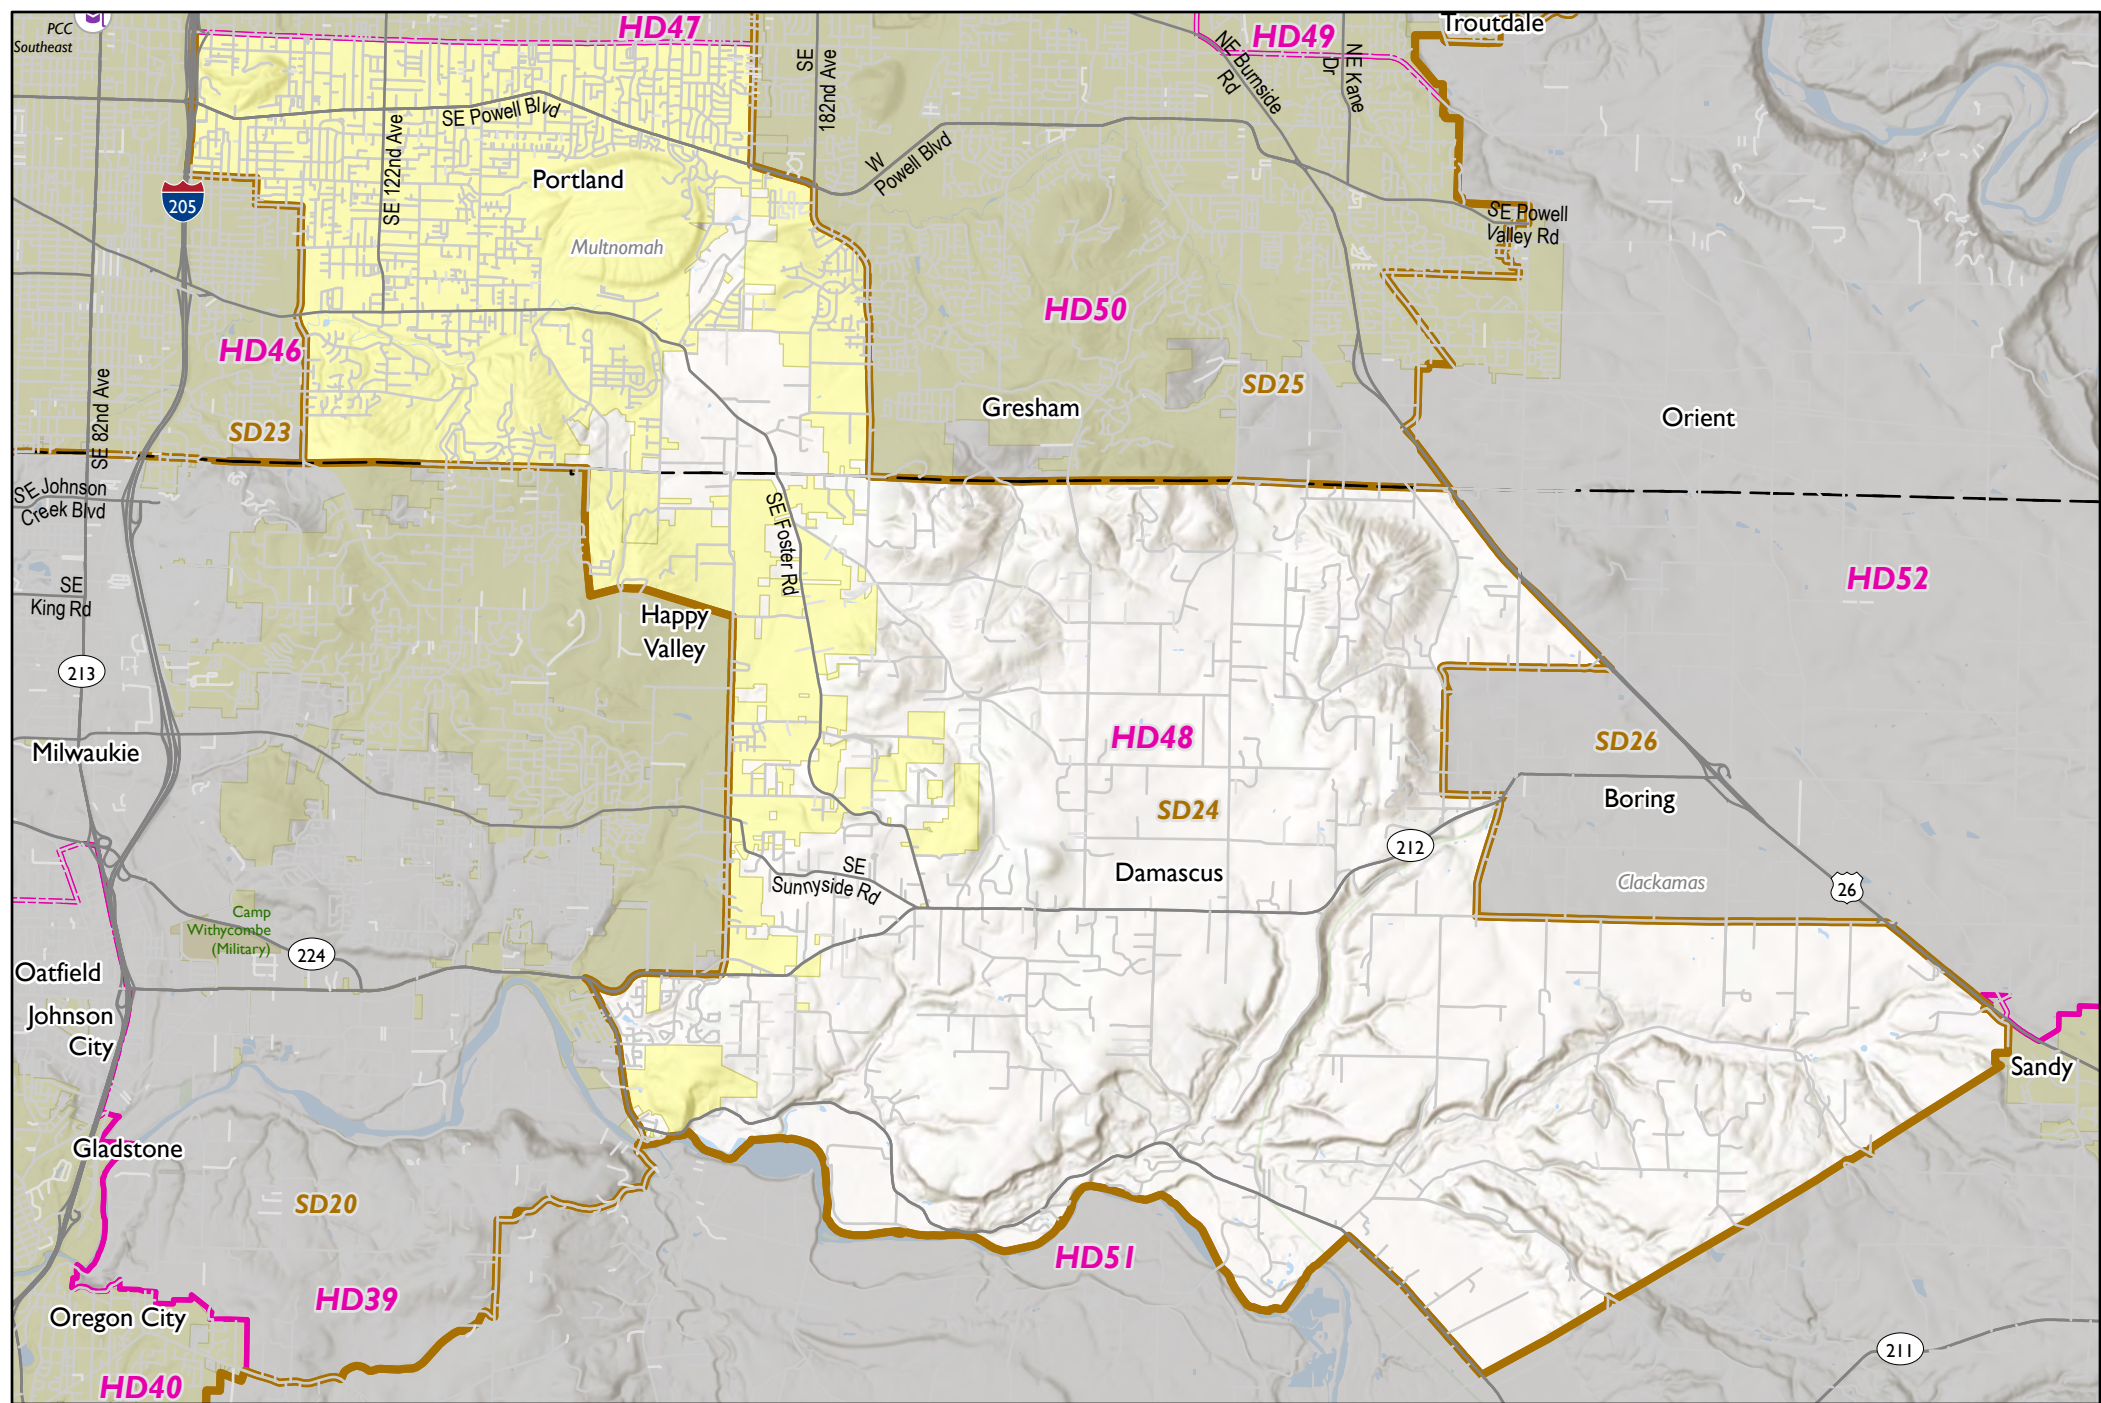 PCC
Southeast
HD47
SE
182nd Ave
HD49
NE Burnside
Rd
NE Kane
Dr
Troutdale
SE Powell Blvd
SE 122nd Ave
W
Powell Blvd
Portland
205
Multnomah
SE Powell
Valley Rd
HD50
HD46
SD25
Gresham
SD23
Orient
SE 82nd Ave
SE Johnson
Creek Blvd
SE Foster Rd
SE
King Rd
HD52
Happy
Valley
213
HD48
SD26
Milwaukie
Boring
SD24
212
Damascus
SE
Sunnyside Rd
Clackamas
26
Camp
Withycombe
(Military)
224
Oatfield
Johnson
City
Sandy
Gladstone
SD20
HD51
HD39
Oregon City
211
HD40